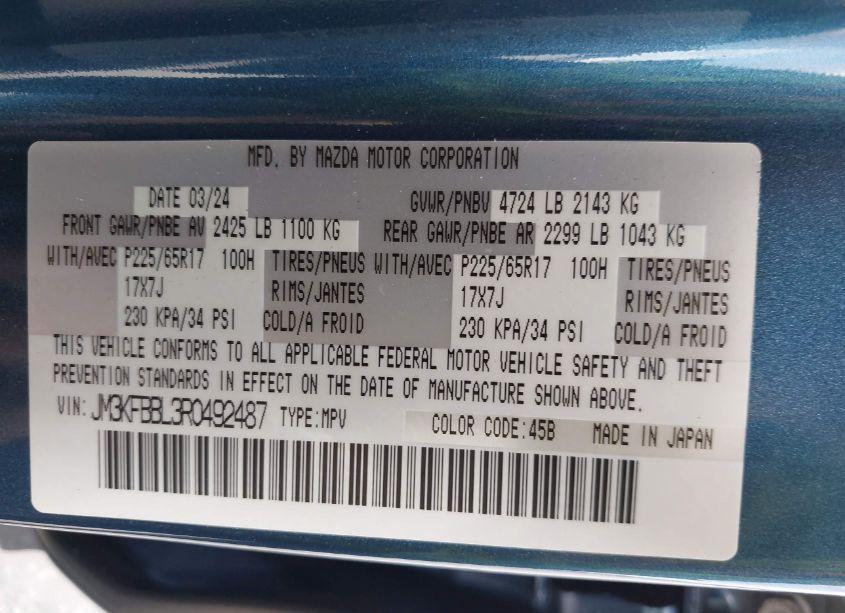 MFD. BY MAZDA MOTOR CORPORATION
DATE 03/24 GVWR/PNBV 4724 LB 2143 KG
FRONT GAWR/PNBE AV 2425 LB 1100 KG REAR GAWR/PNBE AR 2299 LB 1043 KG
WITH/AVEC P225/65R17 100H TIRES/PNEUS WITH/AVEC P225/65R17 100H TIRES/PNEUS
17X7J RIMS/JANTES 17X7J RIMS/JANTES
230 KPA/34 PSI COLD/A FROID 230 KPA/34 PSI COLD/A FROID
THIS VEHICLE CONFORMS TO ALL APPLICABLE FEDERAL MOTOR VEHICLE SAFETY AND THEFT
PREVENTION STANDARDS IN EFFECT ON THE DATE OF MANUFACTURE SHOWN ABOVE.
VIN: JM3KFBBL3R0492487 TYPE:MPV COLOR CODE:45B MADE IN JAPAN